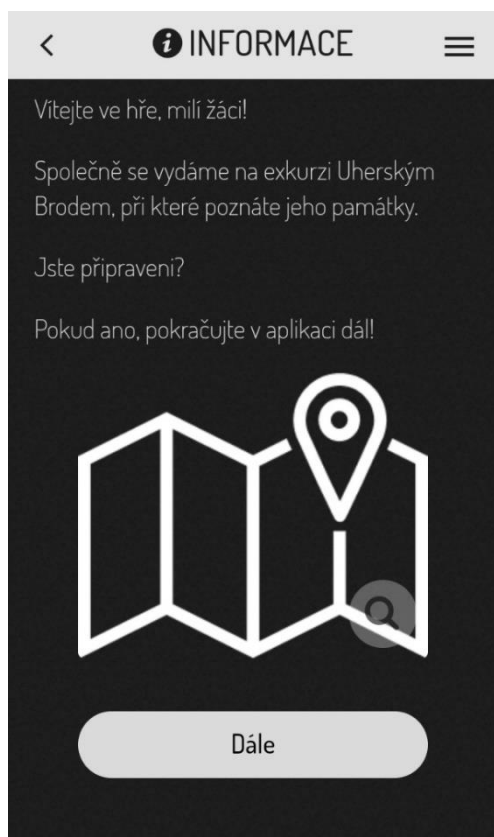 INFORMACE
Vítejte ve hře, milí žáci!
Společně se vydáme na exkurzi Uherským
Brodem, při které poznáte jeho památky.
Jste připraveni?
Pokud ano, pokračujte v aplikaci dál!
Dále